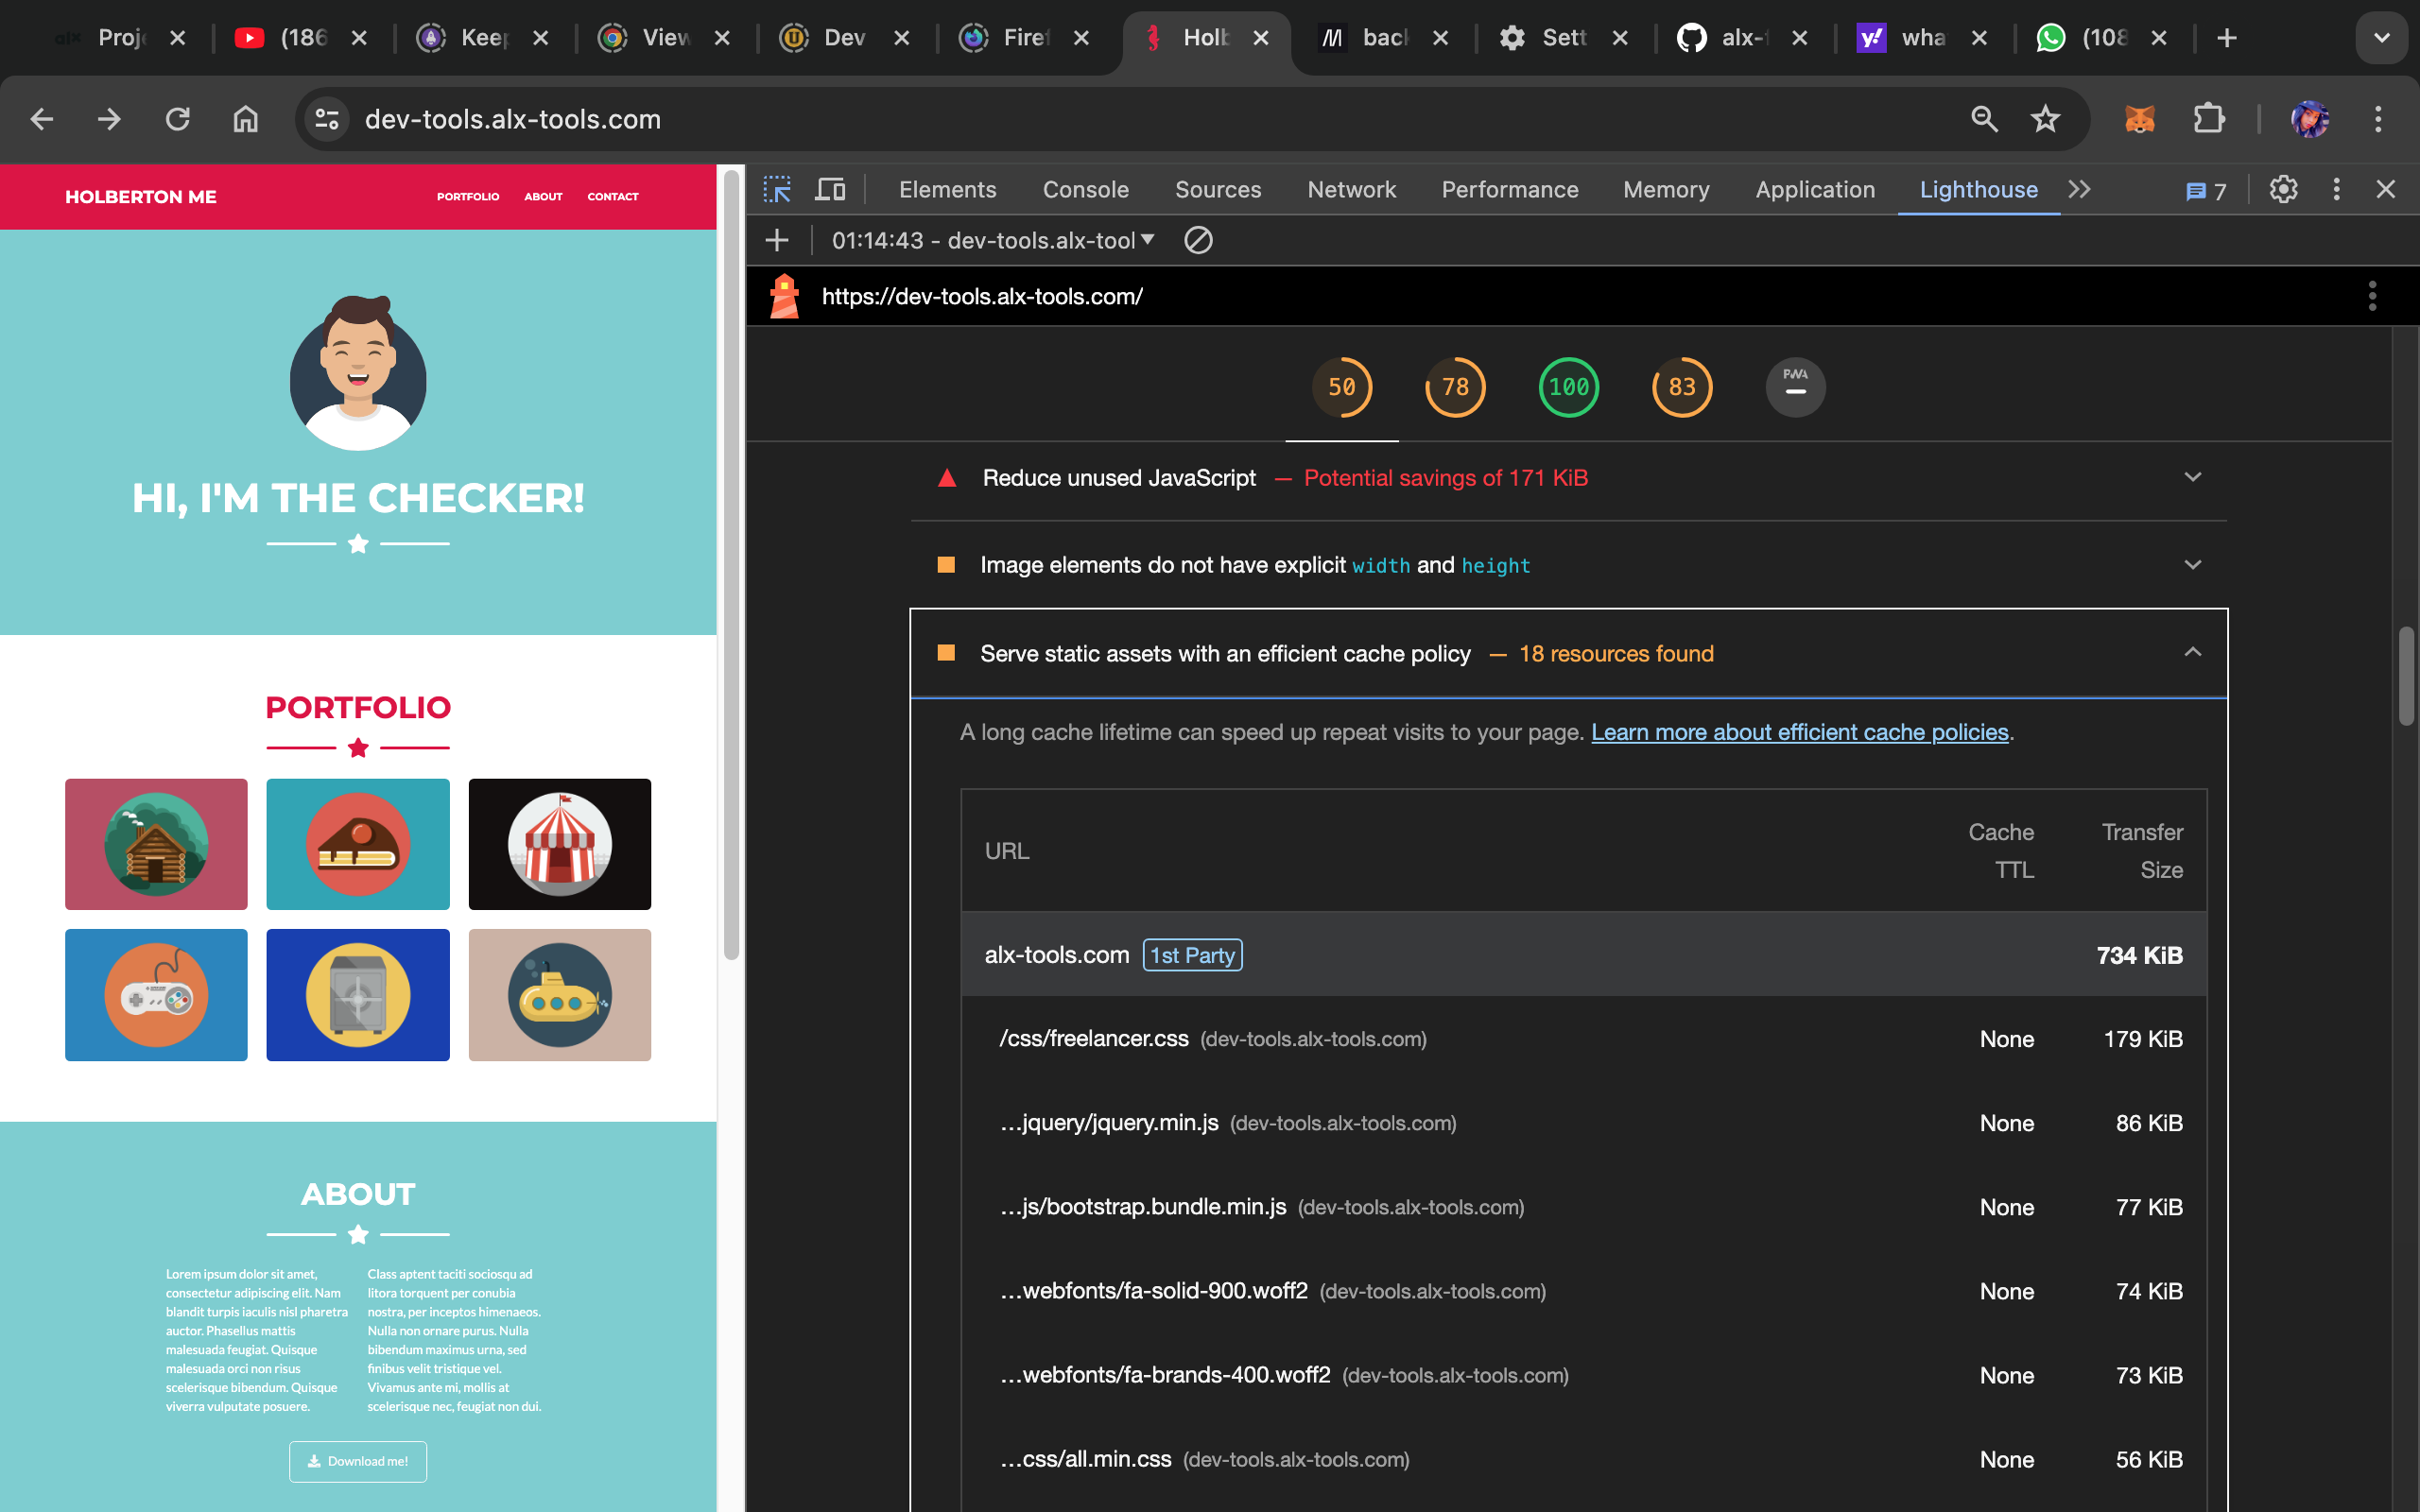 alx Proj
(186
Keep
View
Dev
Firef
Holb
back
Sett
alx-f
y! wha
(108
dev-tools.alx-tools.com
HOLBERTON ME
PORTFOLIO ABOUT CONTACT
HI, I'M THE CHECKER!
PORTFOLIO
ABOUT
Lorem ipsum dolor sit amet,
consectetur adipiscing elit. Nam
blandit turpis iaculis nisl pharetra
auctor. Phasellus mattis
malesuada feugiat. Quisque
malesuada orci non risus
scelerisque bibendum. Quisque
viverra vulputate posuere.
Class aptent taciti sociosqu ad
litora torquent per conubia
nostra, per inceptos himenaeos.
Nulla non ornare purus. Nulla
bibendum maximus urna, sed
finibus velit tristique vel.
Vivamus ante mi, mollis at
scelerisque nec, feugiat non dui.
Download me!
Elements Console Sources Network Performance Memory Application Lighthouse 7
01:14:43 - dev-tools.alx-tool
https://dev-tools.alx-tools.com/
50 78 100 83 PWA
Reduce unused JavaScript — Potential savings of 171 KiB
Image elements do not have explicit width and height
Serve static assets with an efficient cache policy — 18 resources found
A long cache lifetime can speed up repeat visits to your page. Learn more about efficient cache policies.
URL Cache TTL Transfer Size
alx-tools.com 1st Party 734 KiB
/css/freelancer.css (dev-tools.alx-tools.com) None 179 KiB
…jquery/jquery.min.js (dev-tools.alx-tools.com) None 86 KiB
…js/bootstrap.bundle.min.js (dev-tools.alx-tools.com) None 77 KiB
…webfonts/fa-solid-900.woff2 (dev-tools.alx-tools.com) None 74 KiB
…webfonts/fa-brands-400.woff2 (dev-tools.alx-tools.com) None 73 KiB
…css/all.min.css (dev-tools.alx-tools.com) None 56 KiB